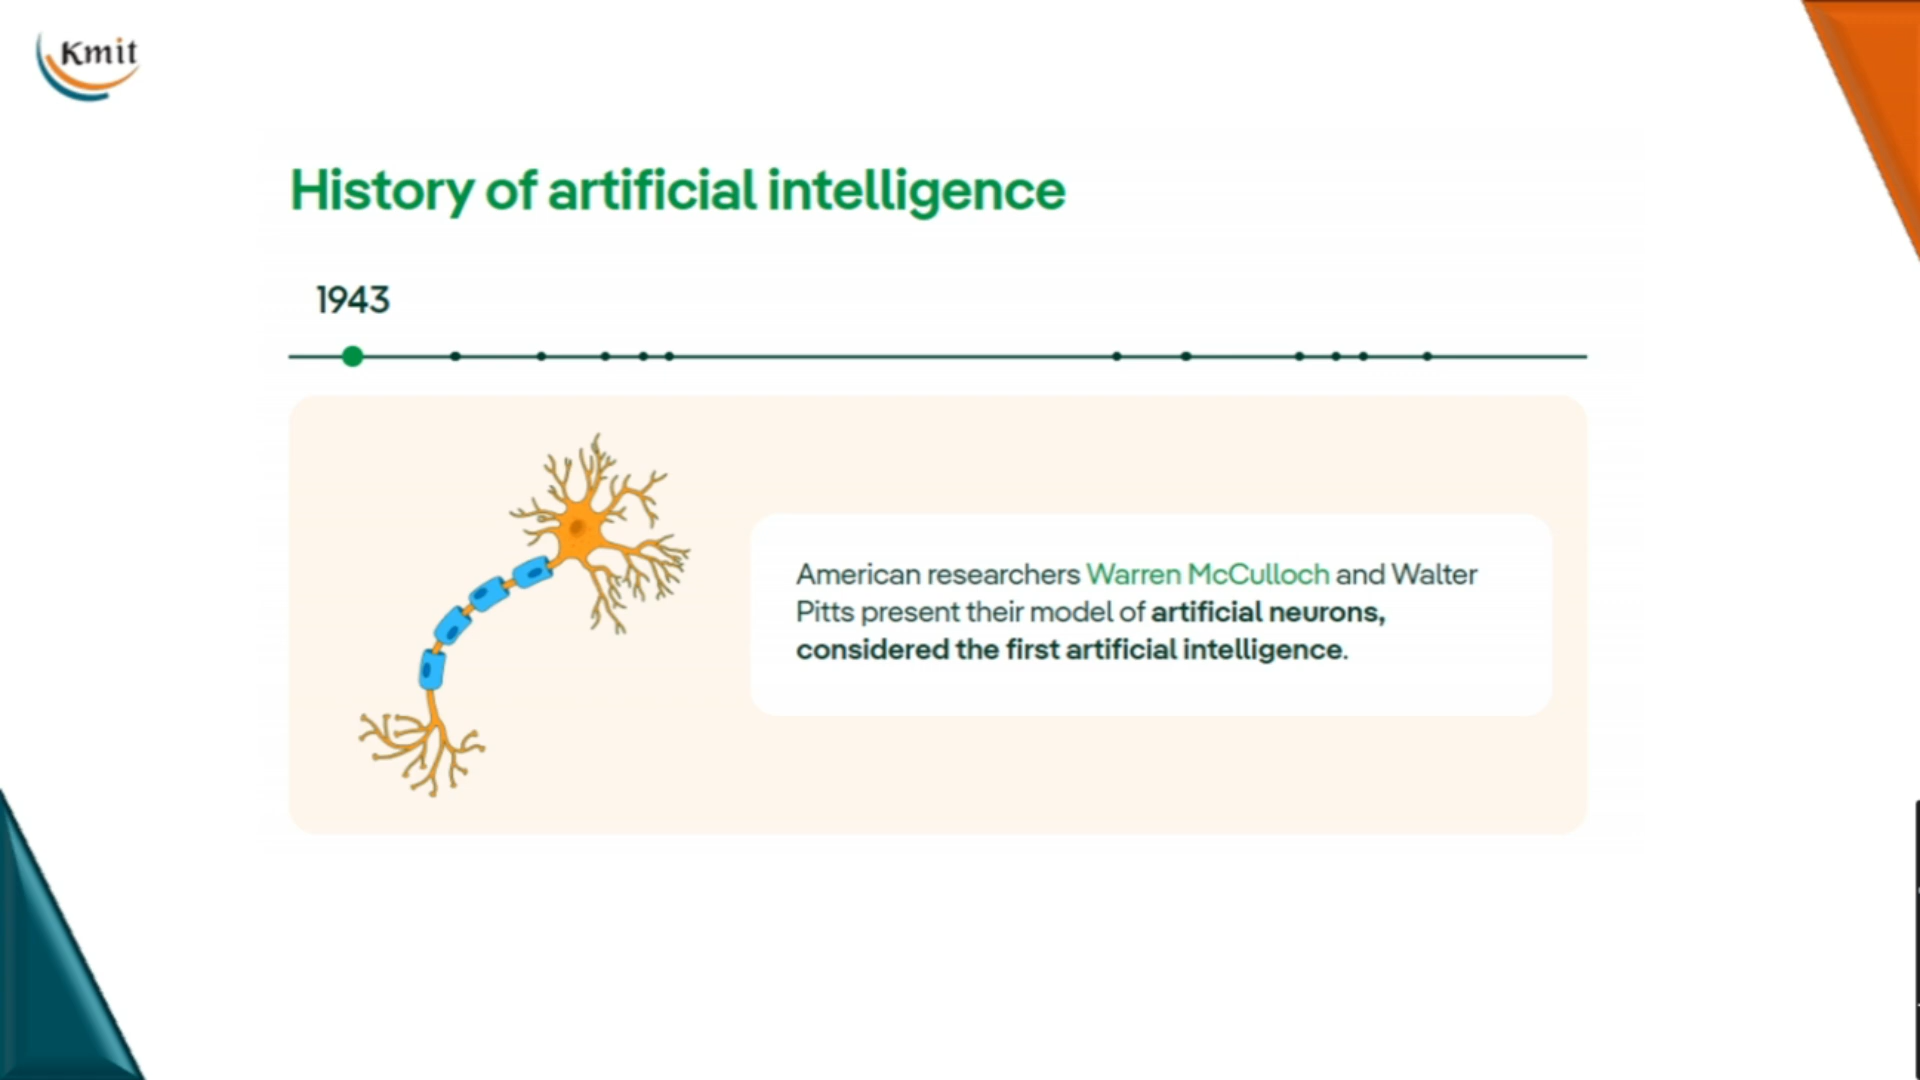 Kmit
History of artificial intelligence
1943
American researchers Warren McCulloch and Walter
Pitts present their model of artificial neurons,
considered the first artificial intelligence.